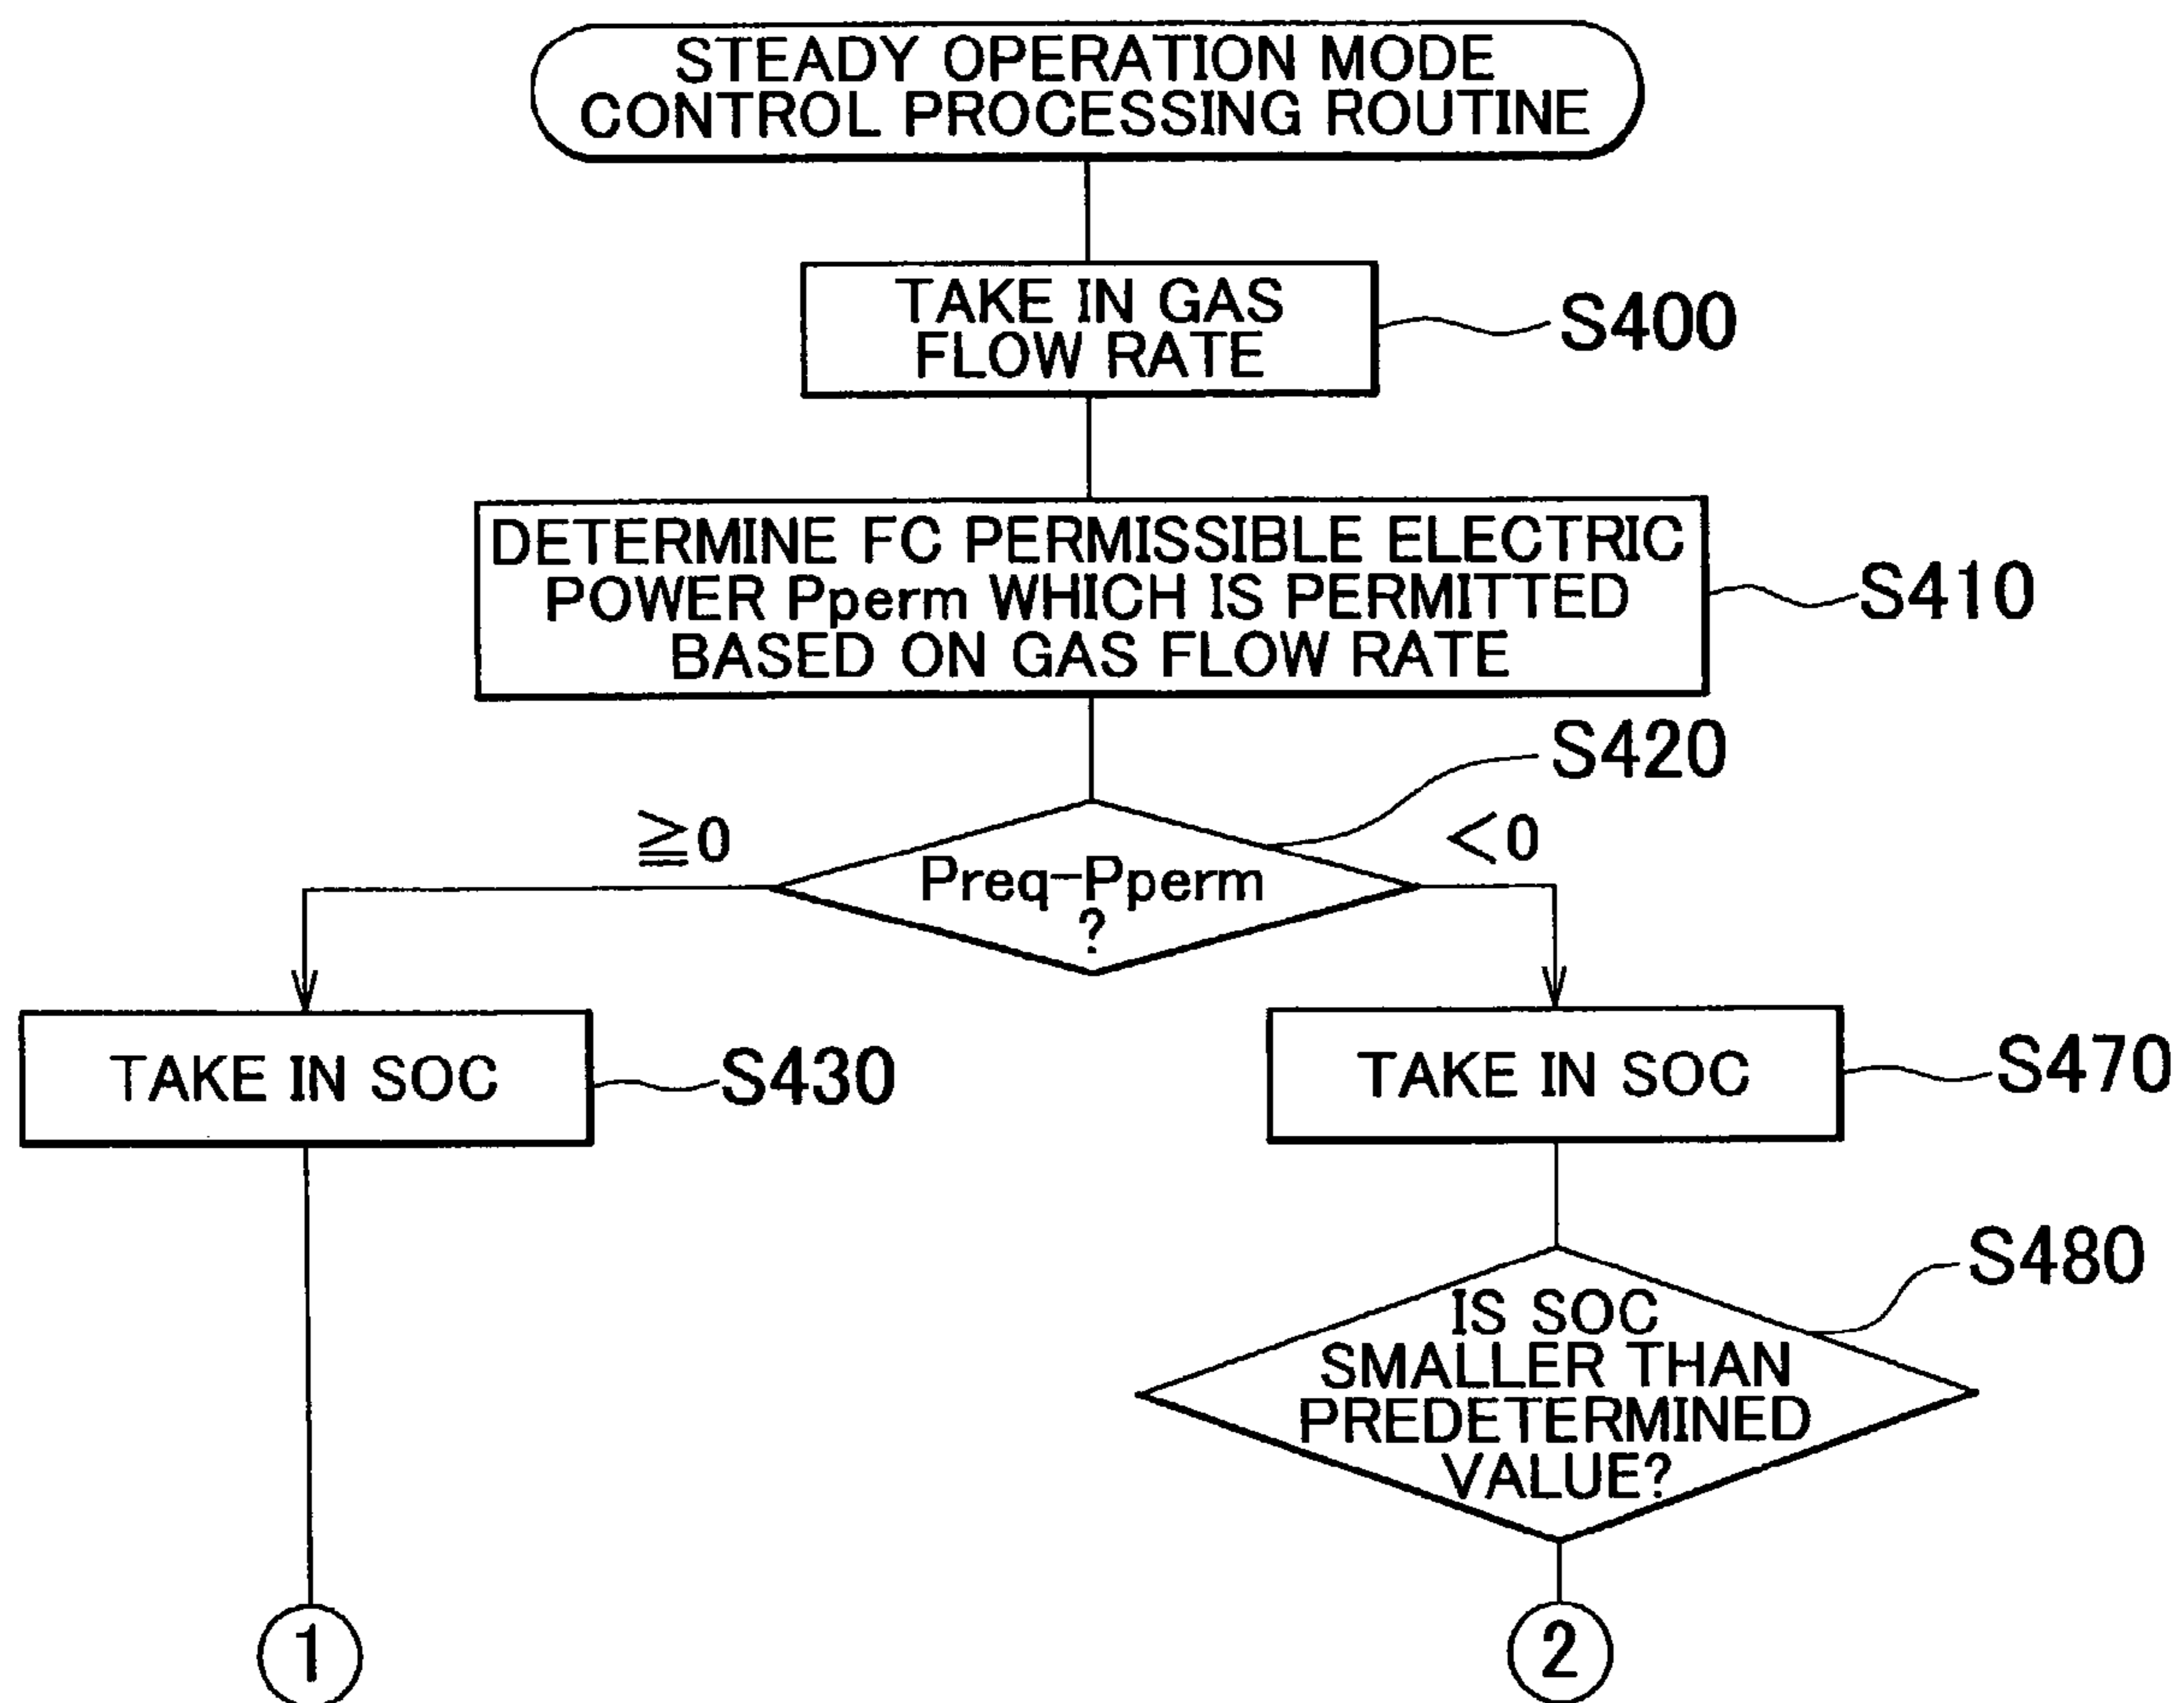 STEADY OPERATION MODE
CONTROL PROCESSING ROUTINE
TAKE IN GAS
FLOW RATE
S400
DETERMINE FC PERMISSIBLE ELECTRIC
POWER Pperm WHICH IS PERMITTED
BASED ON GAS FLOW RATE
S410
S420
≧0
<0
Preq-Pperm
?
TAKE IN SOC
S430
TAKE IN SOC
S470
S480
IS SOC
SMALLER THAN
PREDETERMINED
VALUE?
1
2